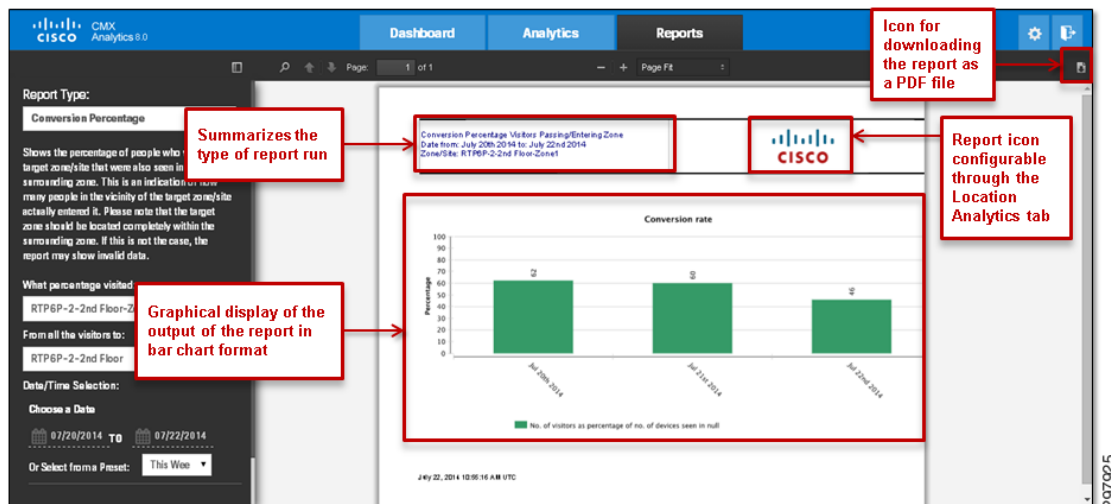 CISCO
CMX
Analytics 8.0
Dashboard
Analytics
Reports
Icon for
downloading
the report as
a PDF file
Page: 1 of 1
Page Fit
Report Type:
Conversion Percentage
Shows the percentage of people who
target zone/site that were also seen in
surrounding zone. This is an indication of how
many people in the vicinity of the target zone/site
actually entered it. Please note that the target
zone should be located completely within the
surrounding zone. If this is not the case, the
report may show invalid data.
What percentage visited:
RTP6P-2-2nd Floor-Z
From all the visitors to:
RTP6P-2-2nd Floor
Date/Time Selection:
Choose a Date
07/20/2014 TO 07/22/2014
Or Select from a Preset: This Wee
Summarizes the
type of report run
Conversion Percentage Visitors Passing/Entering Zone
Date from: July 20th 2014 to: July 22nd 2014
Zone/Site: RTP6P-2-2nd Floor-Zone1
CISCO
Report icon
configurable
through the
Location
Analytics tab
Graphical display of the
output of the report in
bar chart format
Conversion rate
Percentage
100
90
80
70
60
50
40
30
20
10
0
62
60
46
Jul 20th 2014
Jul 21st 2014
Jul 22nd 2014
No. of visitors as percentage of no. of devices seen in null
July 22, 2014 10:55:16 AM UTC